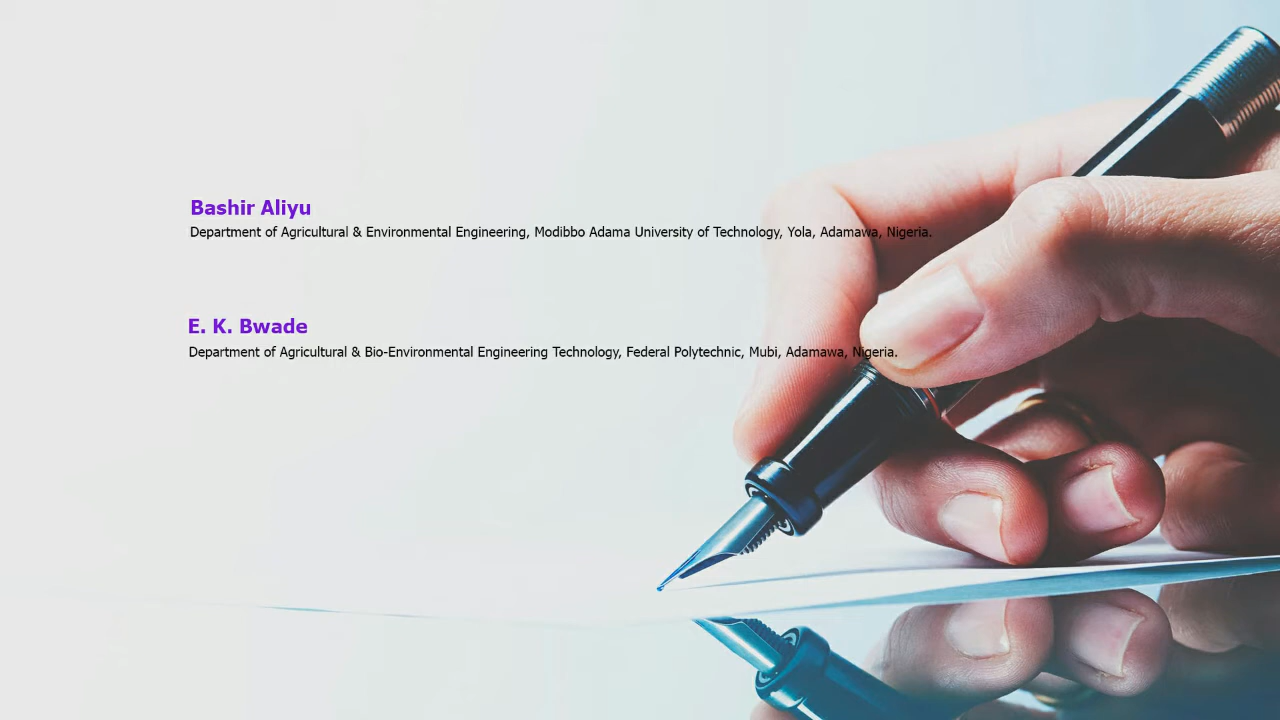 Bashir Aliyu
Department of Agricultural & Environmental Engineering, Modibbo Adama University of Technology, Yola, Adamawa, Nigeria.
E. K. Bwade
Department of Agricultural & Bio-Environmental Engineering Technology, Federal Polytechnic, Mubi, Adamawa, Nigeria.